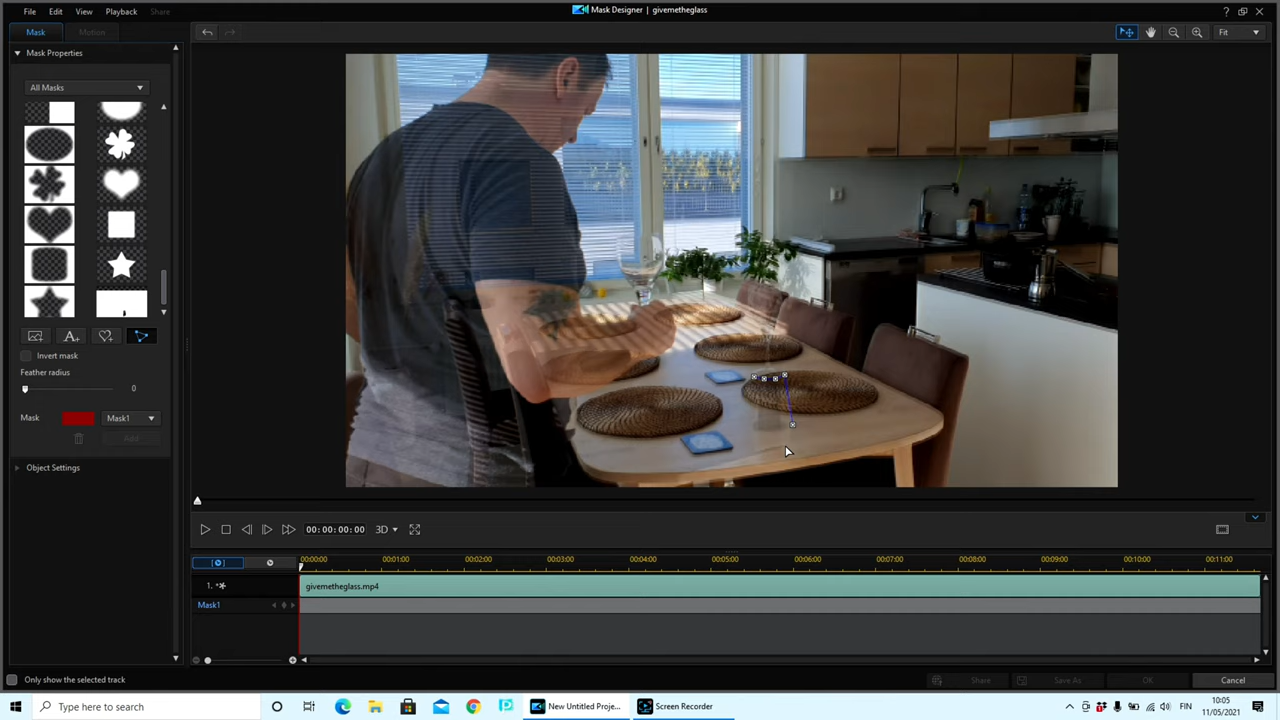 File Edit View Playback Share
Mask Designer | givemetheglass
?
Mask Motion
Fit
Mask Properties
All Masks
Invert mask
Feather radius
0
Mask
Mask1
Add
Object Settings
00:00:00:00
3D
00:00:00 00:01:00 00:02:00 00:03:00 00:04:00 00:05:00 00:06:00 00:07:00 00:08:00 00:09:00 00:10:00 00:11:00
1.
givemetheglass.mp4
Mask1
Only show the selected track
Share
Save As
OK
Cancel
Type here to search
New Untitled Proje...
Screen Recorder
FIN
10:05
11/05/2021